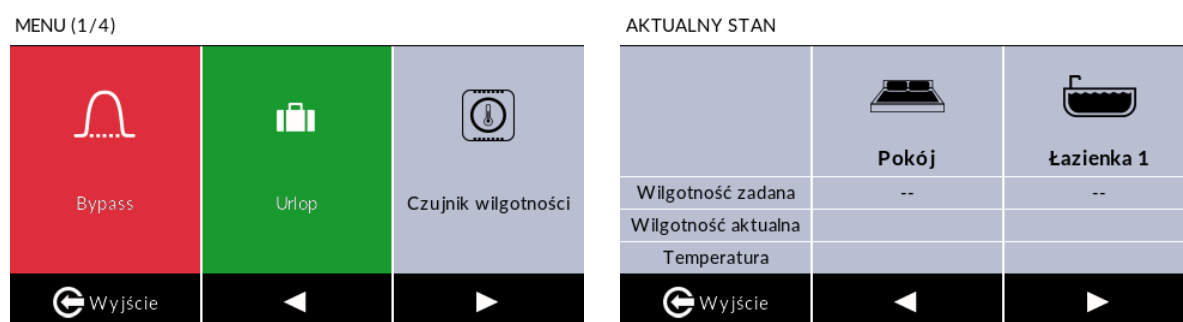 MENU (1/4)
Bypass
Urlop
Czujnik wilgotności
Wyjście
AKTUALNY STAN
Pokój
Łazienka 1
Wilgotność zadana -- --
Wilgotność aktualna
Temperatura
Wyjście